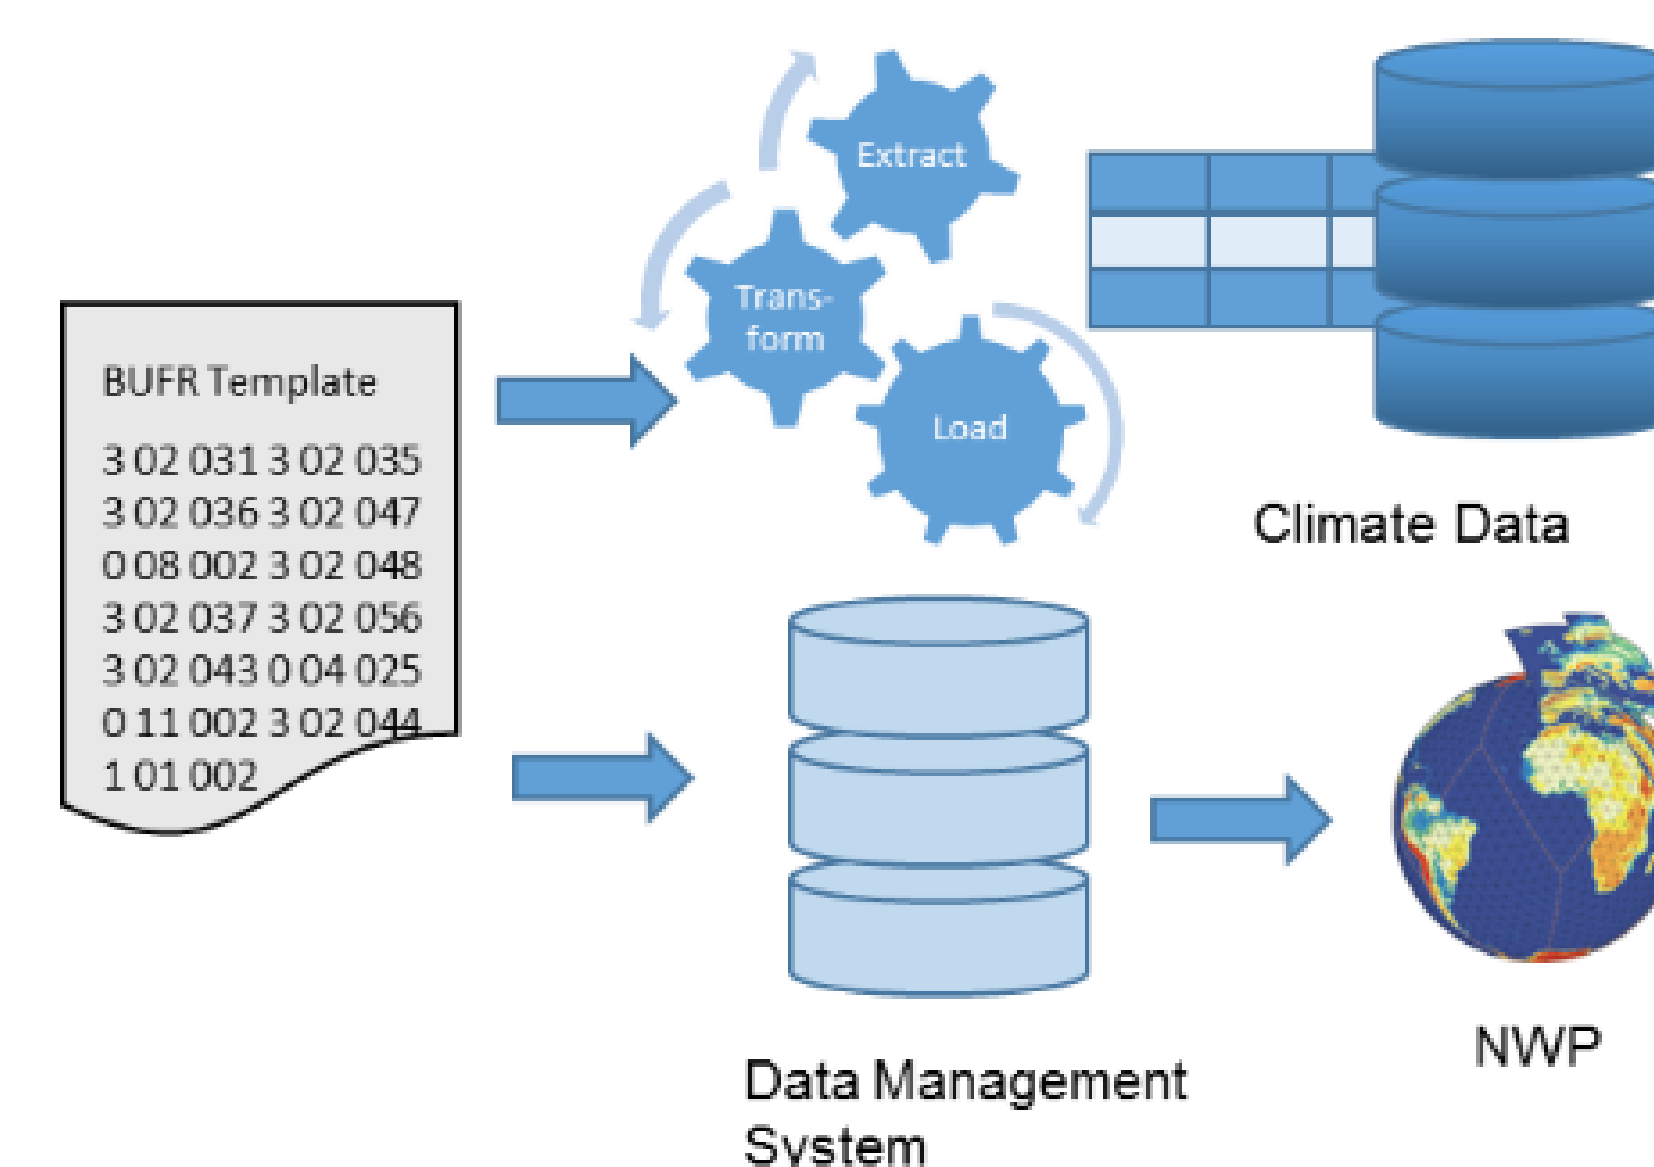 BUFR Template
3 02 031 3 02 035
3 02 036 3 02 047
0 08 002 3 02 048
3 02 037 3 02 056
3 02 043 0 04 025
0 11 002 3 02 044
1 01 002
Extract
Trans-
form
Load
Climate Data
Data Management
System
NWP